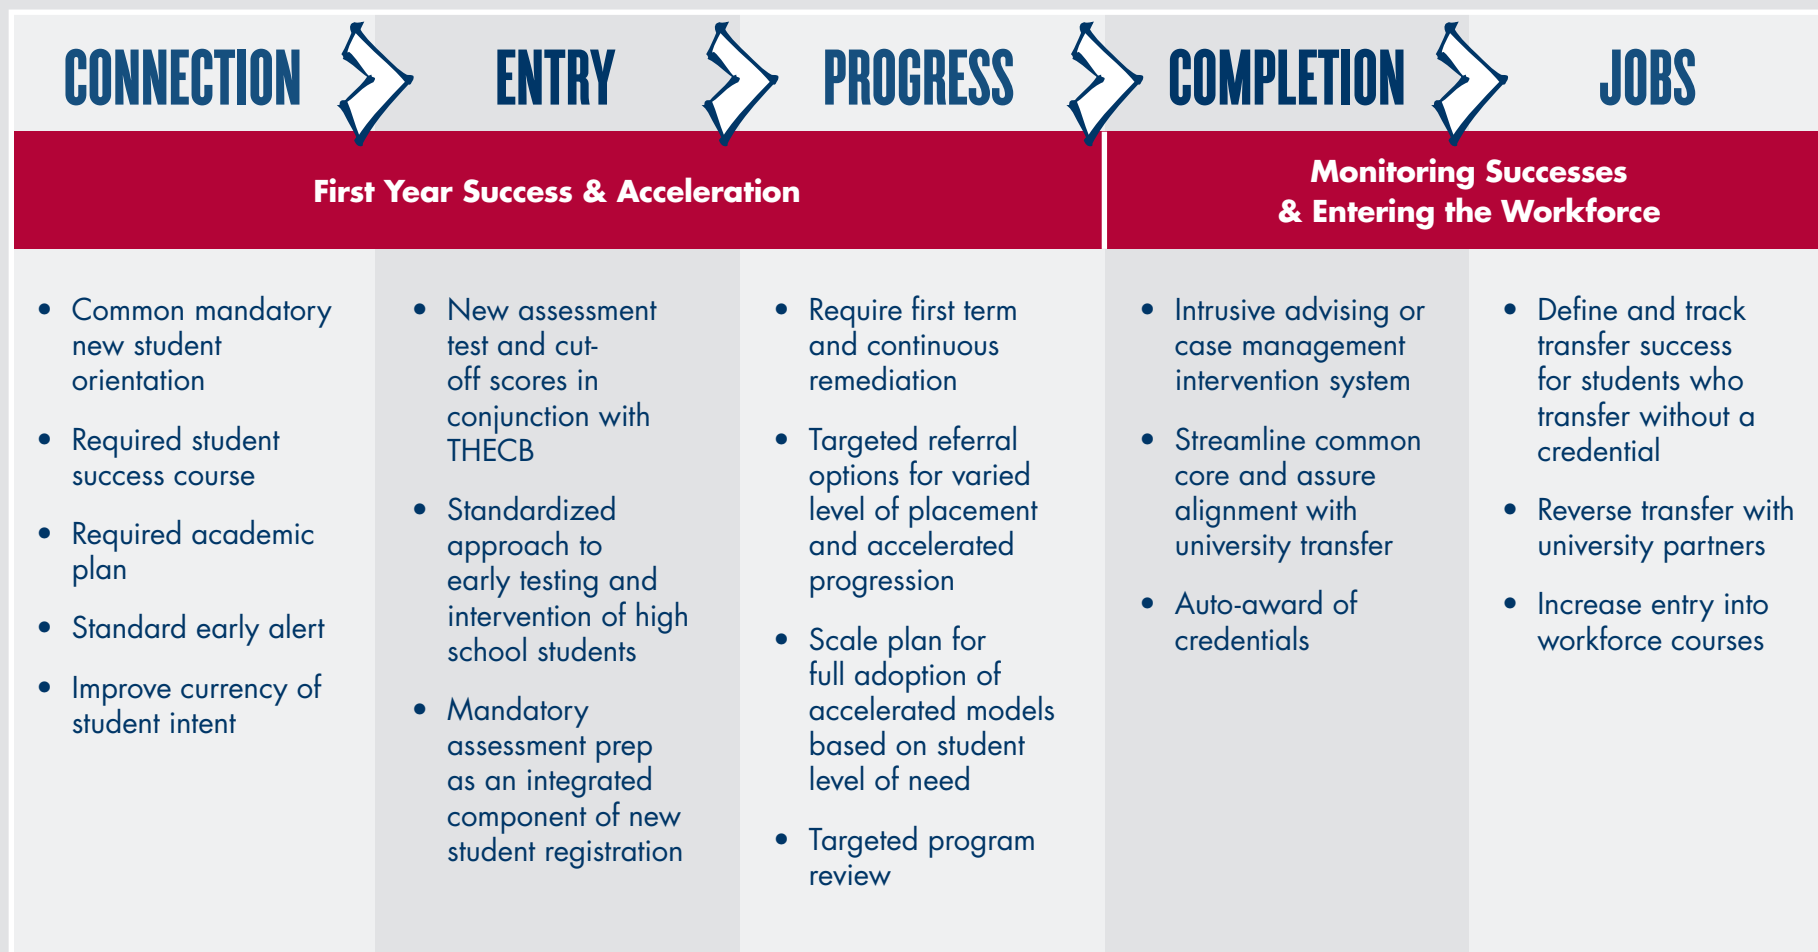 CONNECTION
ENTRY
PROGRESS
COMPLETION
JOBS
First Year Success & Acceleration
Monitoring Successes
& Entering the Workforce
• Common mandatory
new student
orientation
• Required student
success course
• Required academic
plan
• Standard early alert
• Improve currency of
student intent
• New assessment
test and cut-
off scores in
conjunction with
THECB
• Standardized
approach to
early testing and
intervention of high
school students
• Mandatory
assessment prep
as an integrated
component of new
student registration
• Require first term
and continuous
remediation
• Targeted referral
options for varied
level of placement
and accelerated
progression
• Scale plan for
full adoption of
accelerated models
based on student
level of need
• Targeted program
review
• Intrusive advising or
case management
intervention system
• Streamline common
core and assure
alignment with
university transfer
• Auto-award of
credentials
• Define and track
transfer success
for students who
transfer without a
credential
• Reverse transfer with
university partners
• Increase entry into
workforce courses